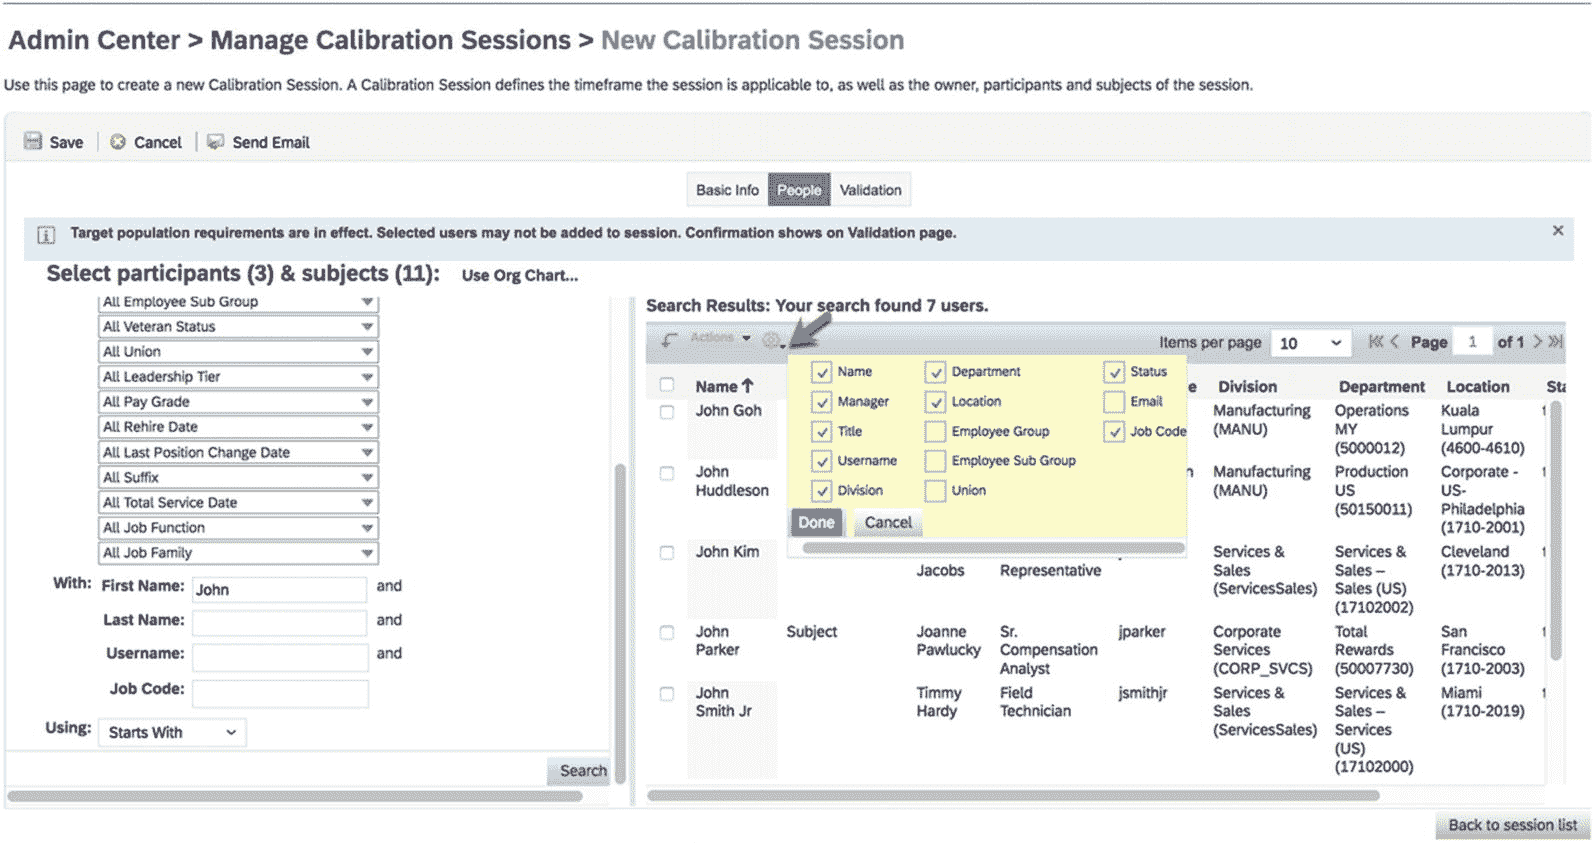 Admin Center > Manage Calibration Sessions > New Calibration Session
Use this page to create a new Calibration Session. A Calibration Session defines the timeframe the session is applicable to, as well as the owner, participants and subjects of the session.
Save Cancel Send Email
Basic Info People Validation
Target population requirements are in effect. Selected users may not be added to session. Confirmation shows on Validation page.
Select participants (3) & subjects (11): Use Org Chart...
All Employee Sub Group
All Veteran Status
All Union
All Leadership Tier
All Pay Grade
All Rehire Date
All Last Position Change Date
All Suffix
All Total Service Date
All Job Function
All Job Family
With: First Name: John and
Last Name: and
Username: and
Job Code:
Using: Starts With
Search
Search Results: Your search found 7 users.
Actions
Items per page 10 Page 1 of 1
Name Department Status
Manager Location Email
Title Employee Group Job Code
Username Employee Sub Group
Division Union
Done Cancel
Name e Division Department Location Sta
John Goh Manufacturing Operations Kuala
(MANU) MY Lumpur
(5000012) (4600-4610)
John n Manufacturing Production Corporate -
Huddleson (MANU) US US-
(50150011) Philadelphia
(1710-2001)
John Kim Services & Services & Cleveland
Jacobs Representative Sales Sales – (1710-2013)
(ServicesSales) Sales (US)
(17102002)
John Subject Joanne Sr. jparker Corporate Total San
Parker Pawlucky Compensation Services Rewards Francisco
Analyst (CORP_SVCS) (50007730) (1710-2003)
John Timmy Field jsmithjr Services & Services & Miami
Smith Jr Hardy Technician Sales Sales – (1710-2019)
(ServicesSales) Services
(US)
(17102000)
Back to session list